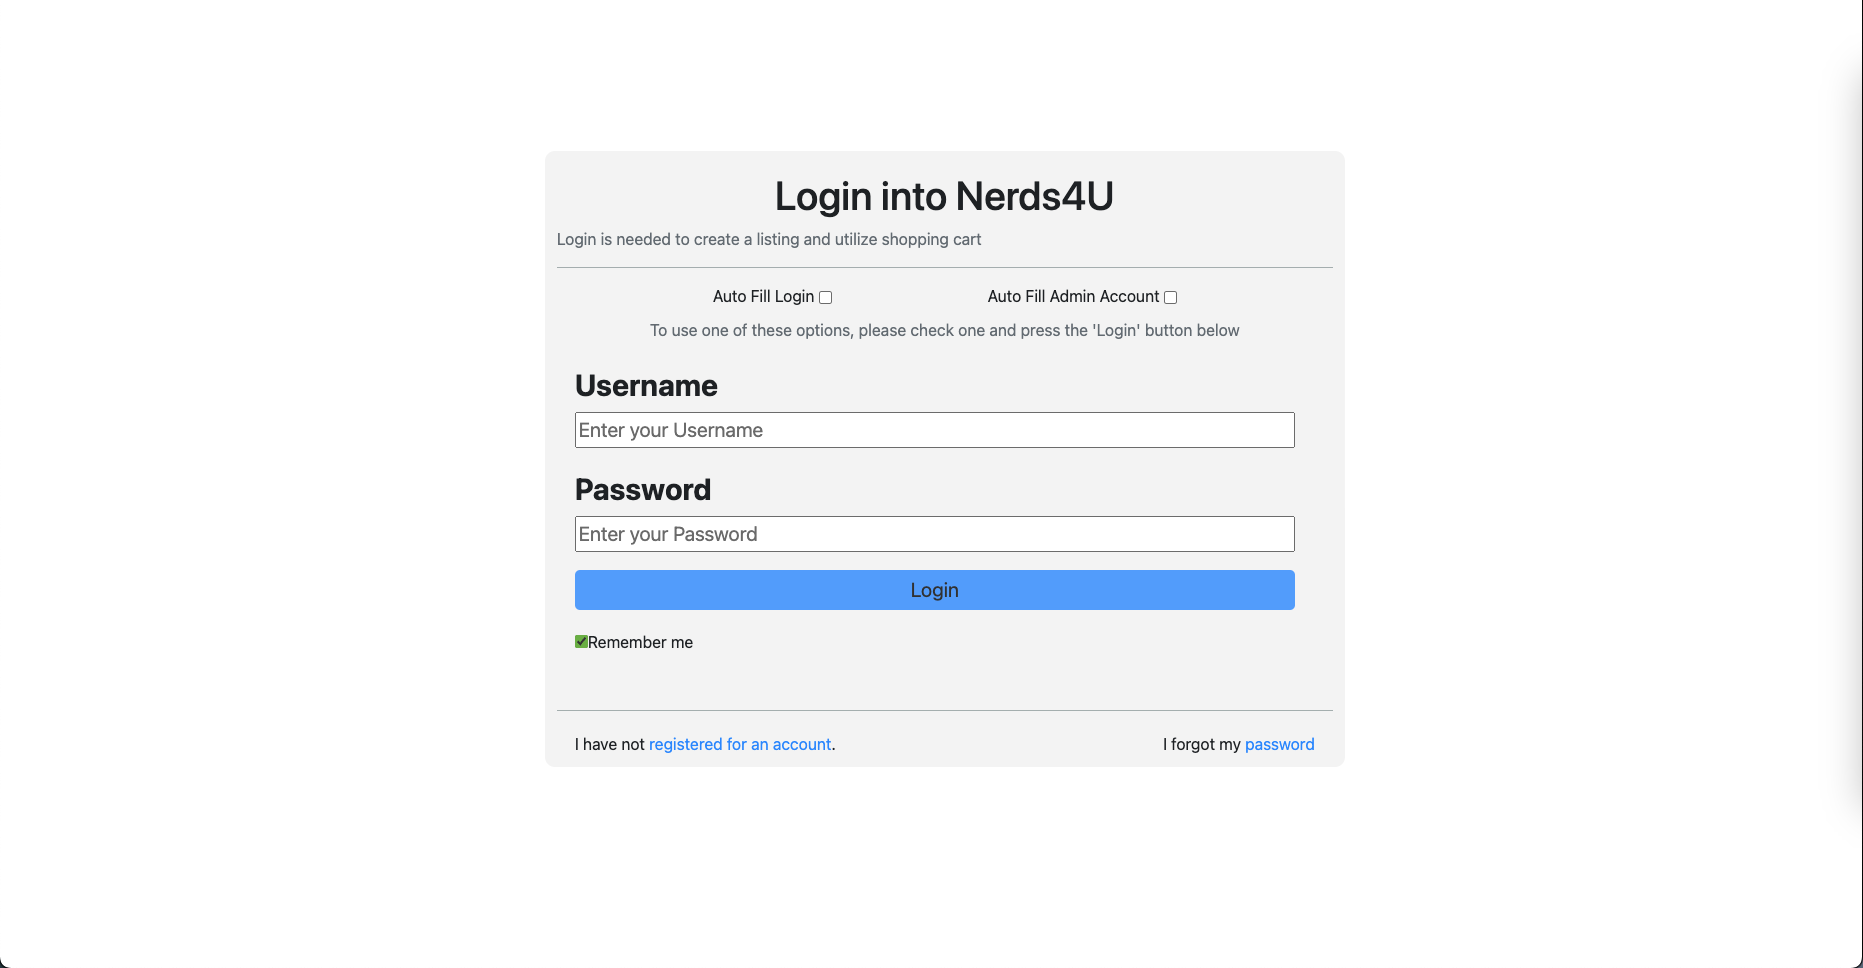 Login into Nerds4U
Login is needed to create a listing and utilize shopping cart
Auto Fill Login Auto Fill Admin Account
To use one of these options, please check one and press the 'Login' button below
Username
Enter your Username
Password
Enter your Password
Login
Remember me
I have not registered for an account. I forgot my password